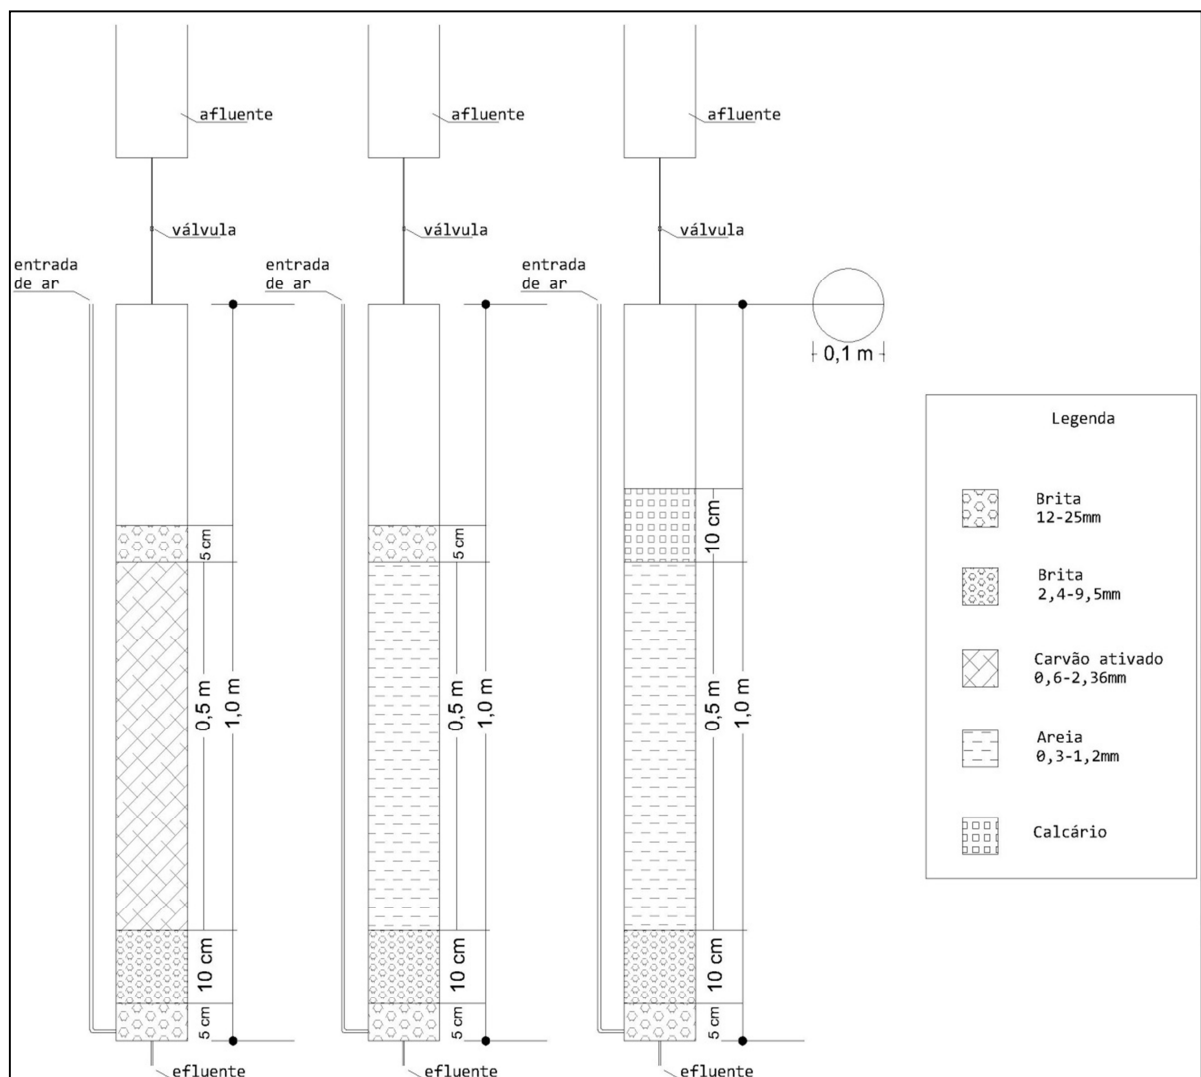 afluente
afluente
afluente
válvula
válvula
válvula
entrada
de ar
entrada
de ar
entrada
de ar
0,1 m
Legenda
Brita
12-25mm
Brita
2,4-9,5mm
Carvão ativado
0,6-2,36mm
Areia
0,3-1,2mm
Calcário
5 cm
0,5 m
1,0 m
10 cm
5 cm
5 cm
0,5 m
1,0 m
10 cm
5 cm
10 cm
0,5 m
1,0 m
10 cm
5 cm
efluente
efluente
efluente